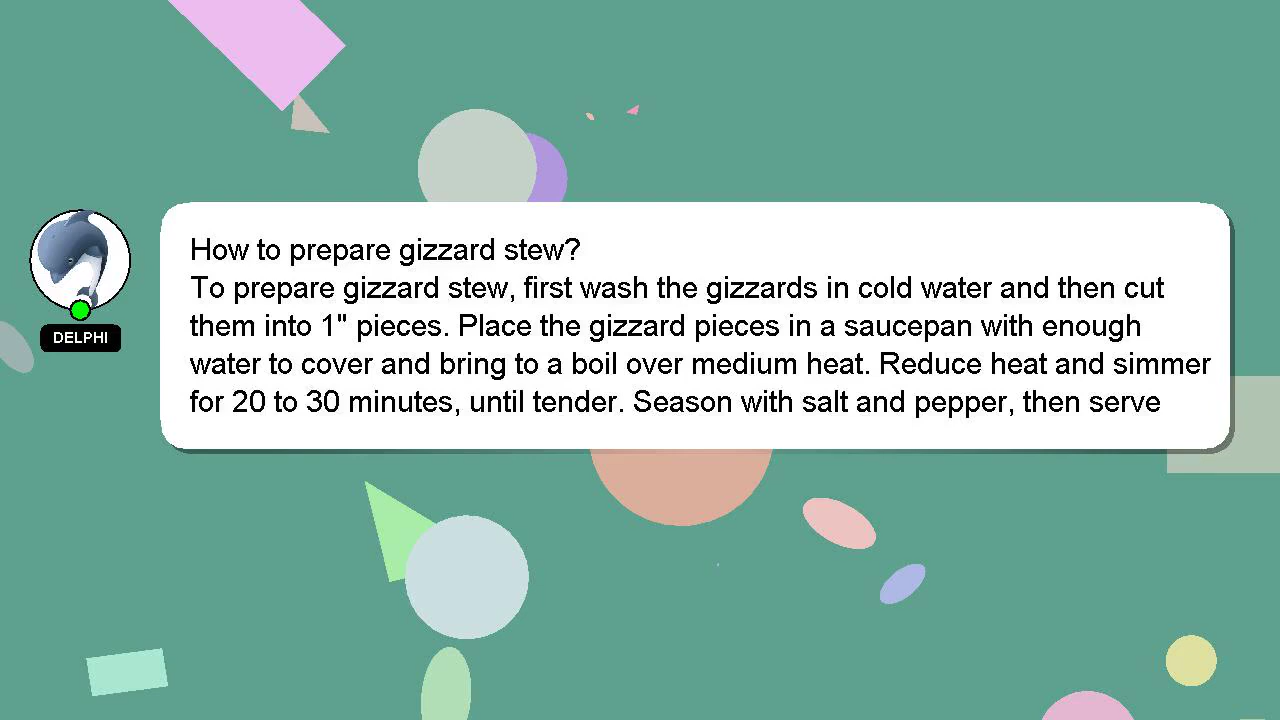 How to prepare gizzard stew?
To prepare gizzard stew, first wash the gizzards in cold water and then cut
them into 1" pieces. Place the gizzard pieces in a saucepan with enough
water to cover and bring to a boil over medium heat. Reduce heat and simmer
for 20 to 30 minutes, until tender. Season with salt and pepper, then serve
DELPHI